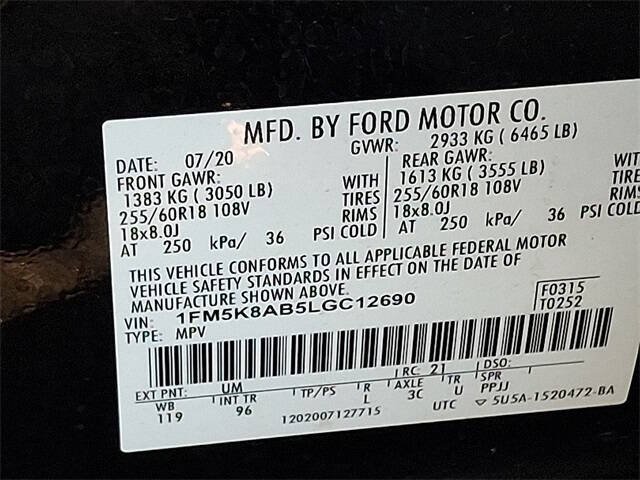 MFD. BY FORD MOTOR CO.
DATE: 07/20 GVWR: 2933 KG ( 6465 LB)
FRONT GAWR: REAR GAWR:
1383 KG ( 3050 LB) WITH 1613 KG ( 3555 LB) WITH
255/60R18 108V TIRES 255/60R18 108V TIRES
18x8.0J RIMS 18x8.0J RIMS
AT 250 kPa/ 36 PSI COLD AT 250 kPa/ 36 PSI COLD
THIS VEHICLE CONFORMS TO ALL APPLICABLE FEDERAL MOTOR
VEHICLE SAFETY STANDARDS IN EFFECT ON THE DATE OF
MANUFACTURE SHOWN ABOVE.
VIN: 1FM5K8AB5LGC12690 F0315
TYPE: MPV T0252
EXT PNT: UM RC: 21 DSO:
WB INT TR TP/PS R AXLE TR SPR
119 96 L 3C U PPJJ
1202007127715 UTC ▽ 5U5A-1520472-BA